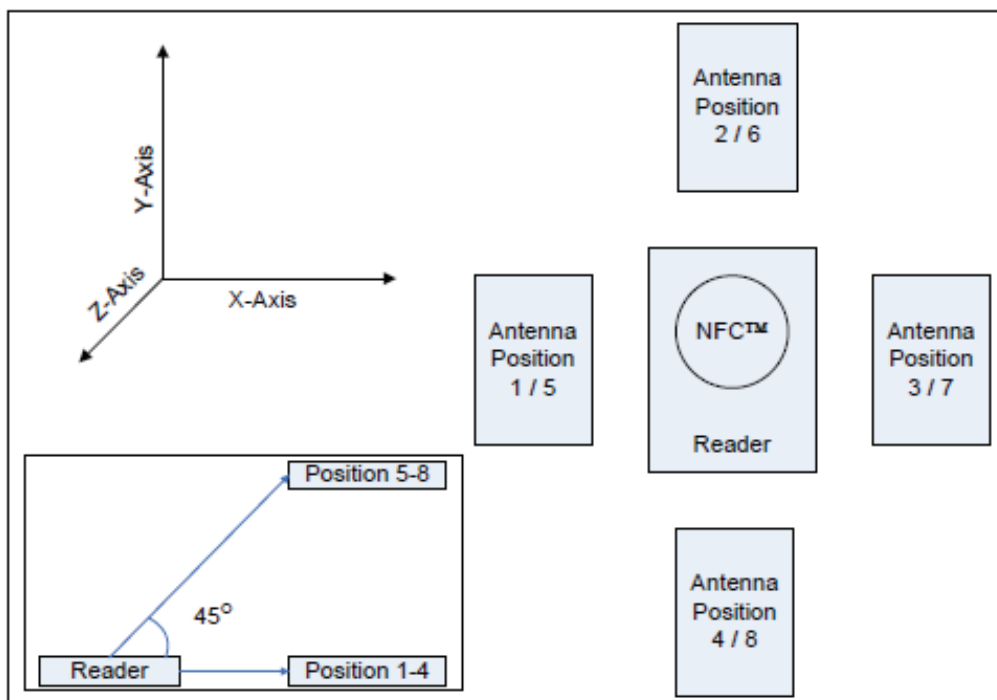 Y-Axis
Z-Axis
X-Axis
Antenna
Position
2 / 6
Antenna
Position
1 / 5
NFC™
Reader
Antenna
Position
3 / 7
Antenna
Position
4 / 8
Position 5-8
45°
Reader
Position 1-4